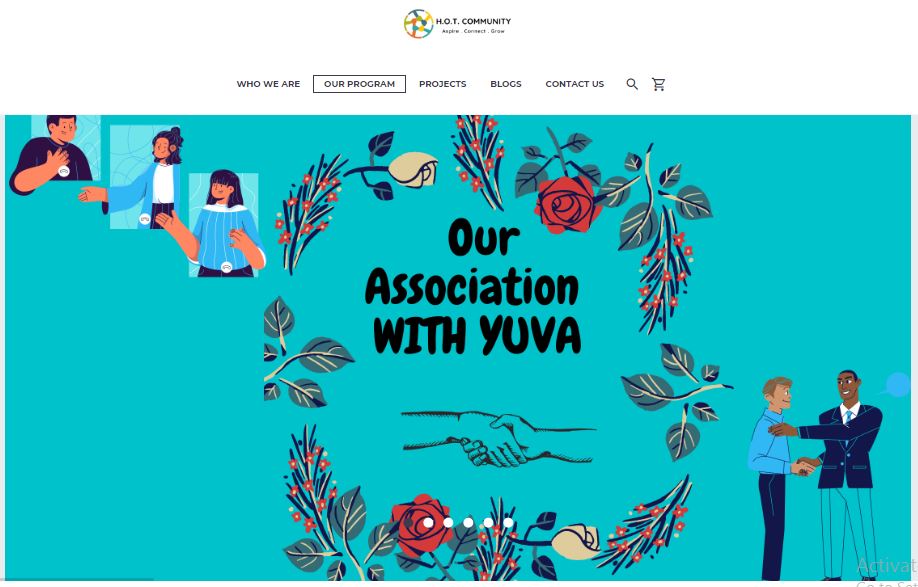 H.O.T. COMMUNITY
Aspire . Connect . Grow
WHO WE ARE OUR PROGRAM PROJECTS BLOGS CONTACT US
Our
Association
WITH YUVA
Activat
Go to Set